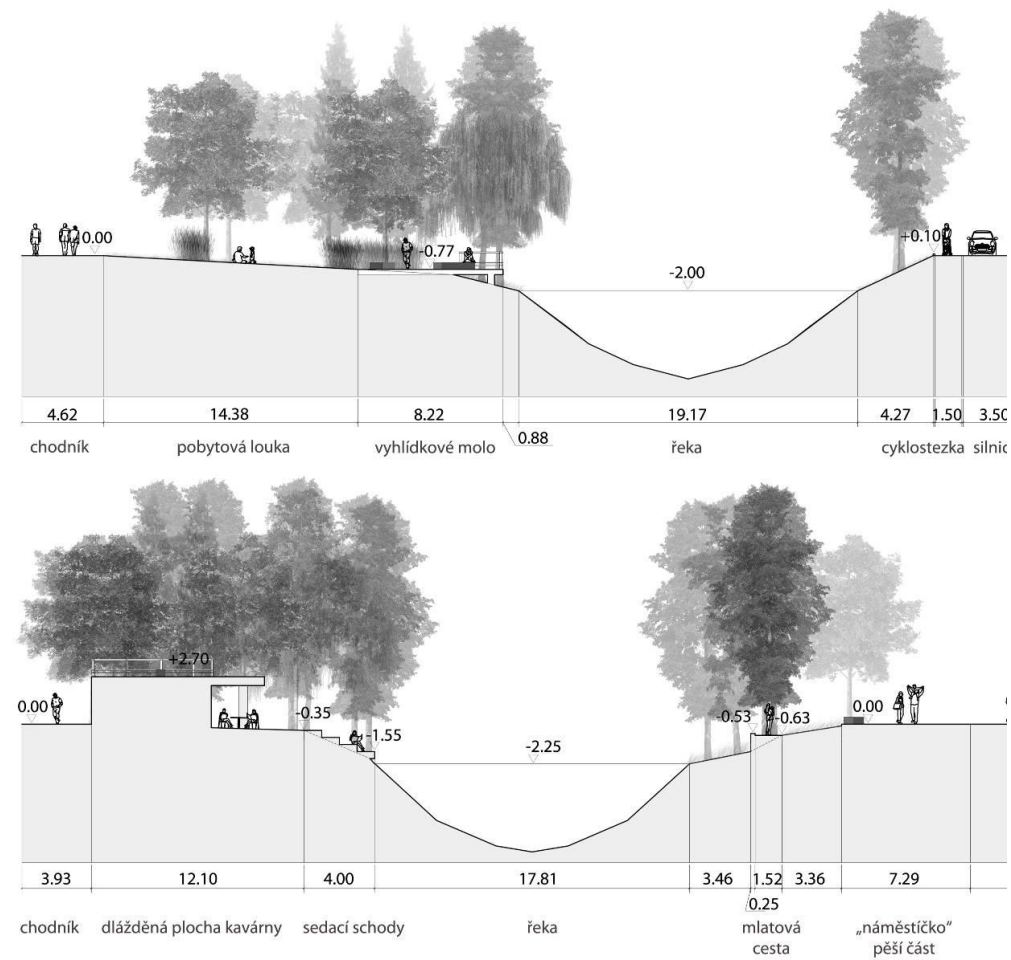 0.00
-0.77
+0.10
-2.00
4.62 14.38 8.22 19.17 4.27 1.50 3.50
0.88
chodník pobytová louka vyhlídkové molo řeka cyklostezka silnic
+2.70
0.00 -0.35 -0.53 -0.63 0.00
-1.55
-2.25
3.93 12.10 4.00 17.81 3.46 1.52 3.36 7.29
0.25
chodník dlážděná plocha kavárny sedací schody řeka mlatová „náměstíčko"
cesta pěší část